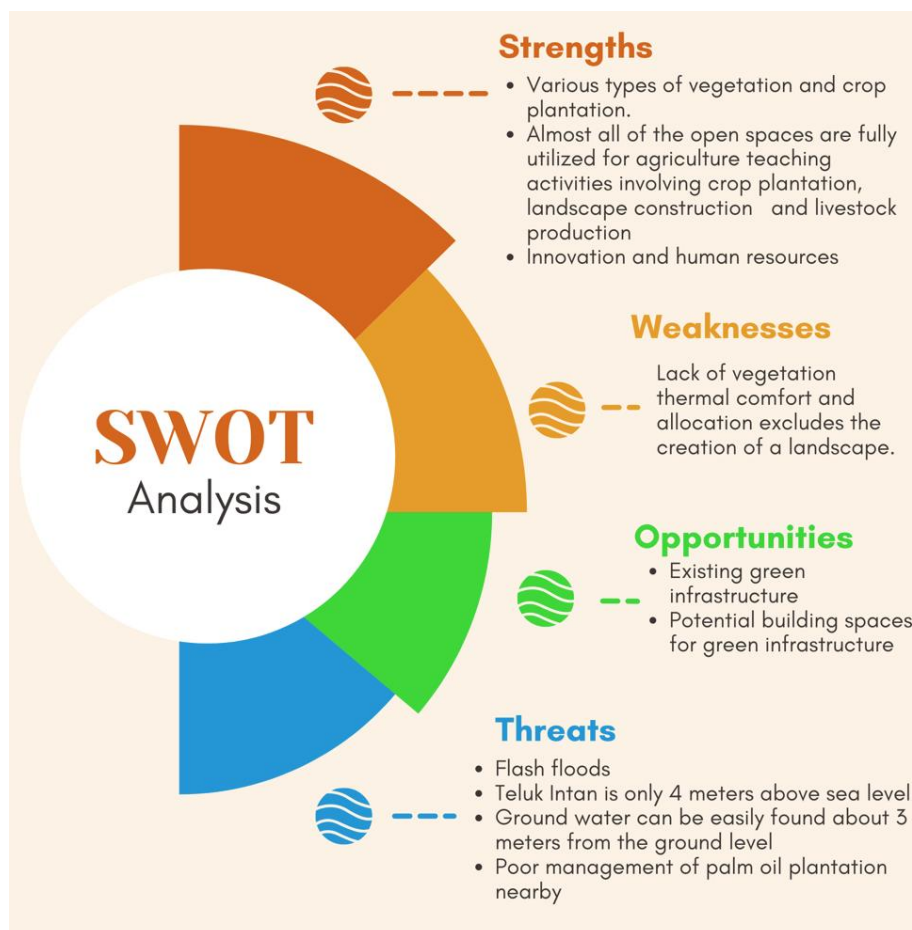 Strengths
• Various types of vegetation and crop
plantation.
• Almost all of the open spaces are fully
utilized for agriculture teaching
activities involving crop plantation,
landscape construction and livestock
production
• Innovation and human resources
Weaknesses
Lack of vegetation
thermal comfort and
allocation excludes the
creation of a landscape.
SWOT
Analysis
Opportunities
• Existing green
infrastructure
• Potential building spaces
for green infrastructure
Threats
• Flash floods
• Teluk Intan is only 4 meters above sea level
• Ground water can be easily found about 3
meters from the ground level
• Poor management of palm oil plantation
nearby